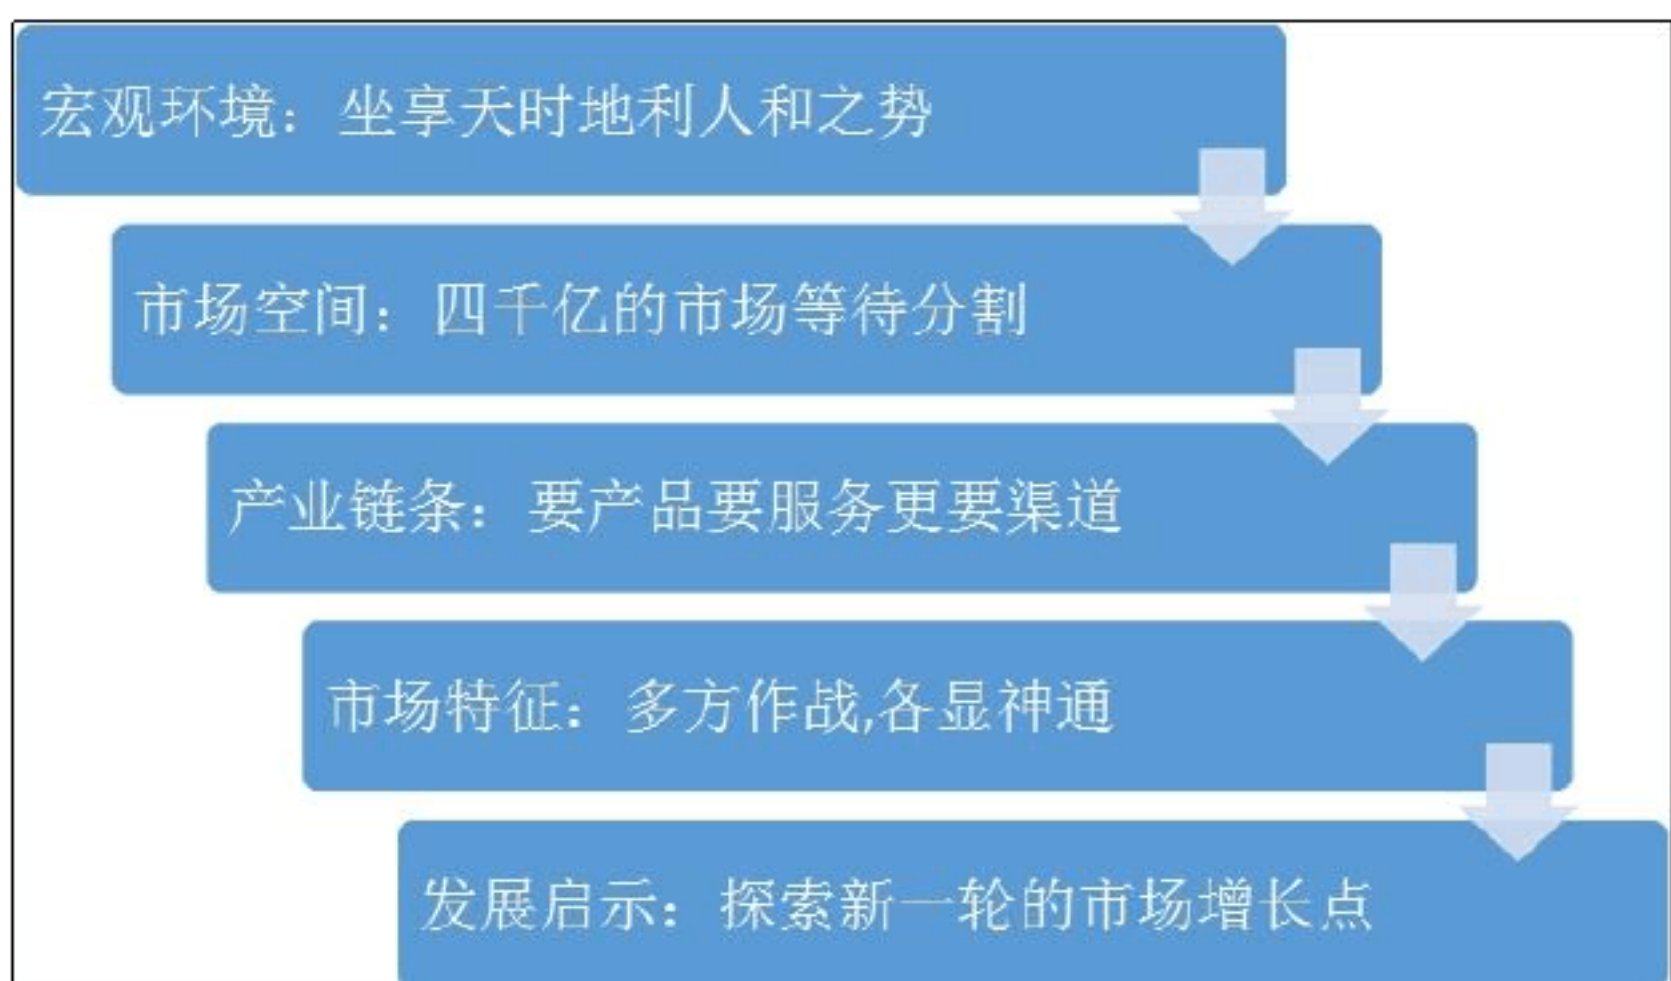 宏观环境：坐享天时地利人和之势
市场空间：四千亿的市场等待分割
产业链条：要产品要服务更要渠道
市场特征：多方作战,各显神通
发展启示：探索新一轮的市场增长点